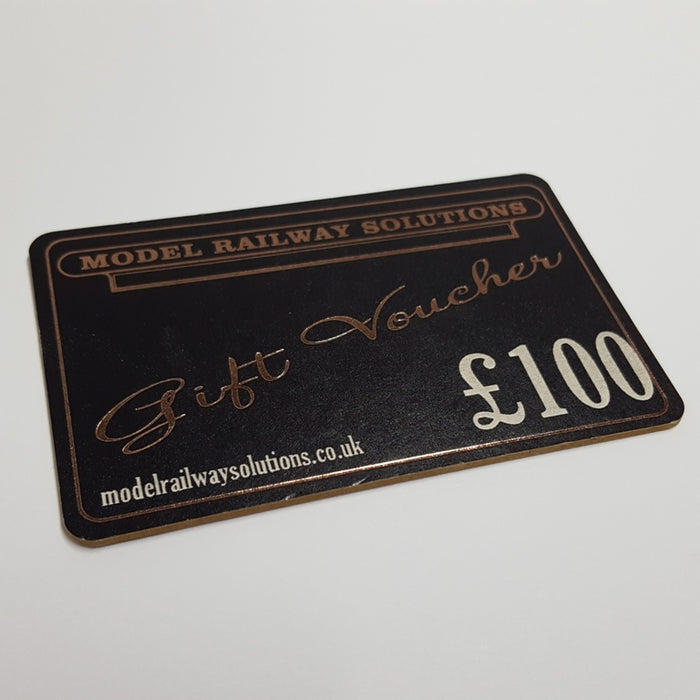 MODEL RAILWAY SOLUTIONS
Gift Voucher
£100
modelrailwaysolutions.co.uk